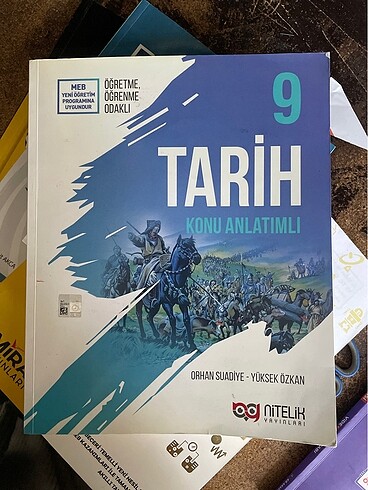 MEB
YENİ ÖĞRETİM
PROGRAMINA
UYGUNDUR
ÖĞRETME,
ÖĞRENME
ODAKLI
9
TARİH
KONU ANLATIMLI
ORHAN SUADİYE - YÜKSEK ÖZKAN
NİTELİK
YAYINLARI